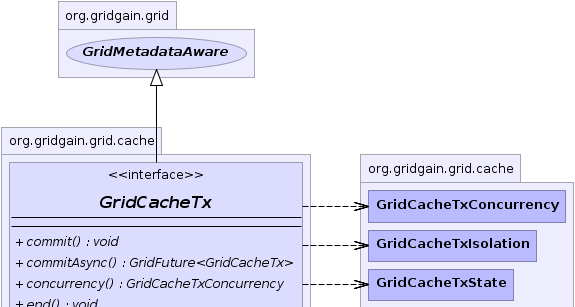 org.gridgain.grid
GridMetadataAware
org.gridgain.grid.cache
<<interface>>
GridCacheTx
+ commit() : void
+ commitAsync() : GridFuture<GridCacheTx>
+ concurrency() : GridCacheTxConcurrency
+ end() : void
org.gridgain.grid.cache
GridCacheTxConcurrency
GridCacheTxIsolation
GridCacheTxState